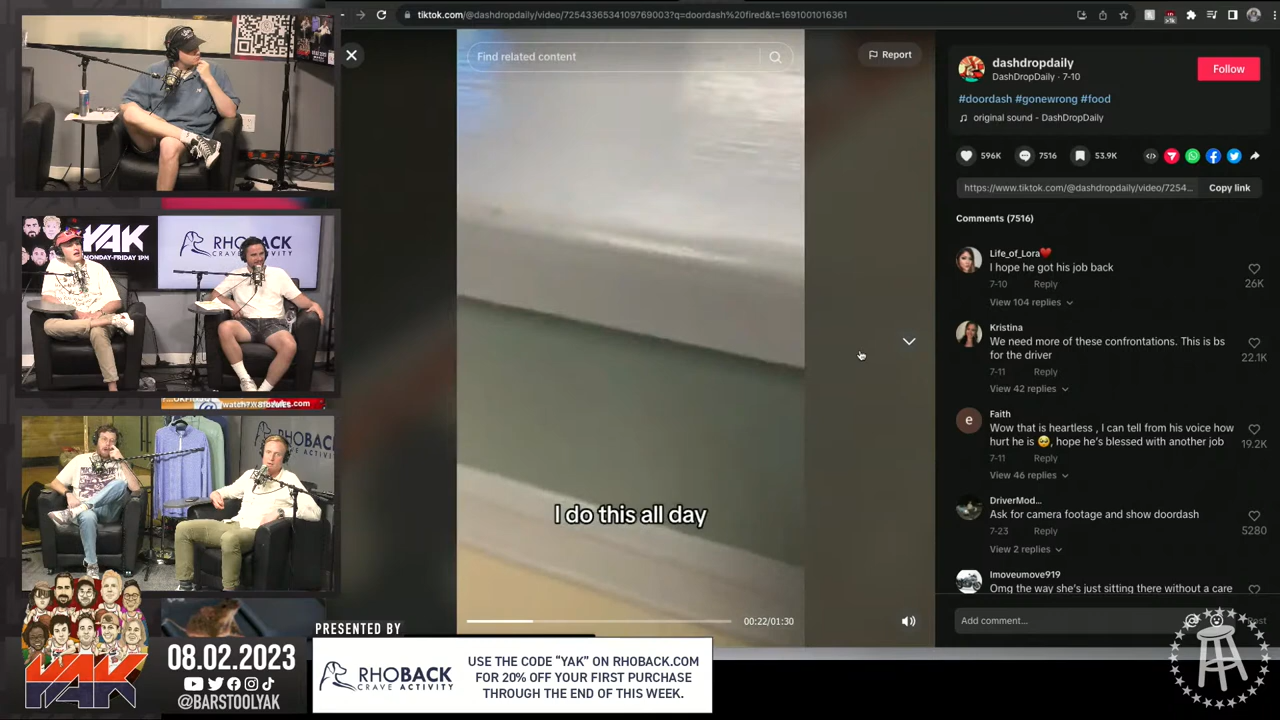 tiktok.com/@dashdropdaily/video/7254336534109769003?q=doordash%20fired&t=1691001016361
Find related content
Report
dashdropdaily
DashDropDaily · 7-10
Follow
#doordash #gonewrong #food
original sound - DashDropDaily
596K
7516
53.9K
https://www.tiktok.com/@dashdropdaily/video/7254...
Copy link
Comments (7516)
Life_of_Lora❤️
I hope he got his job back
7-10 Reply
26K
View 104 replies
Kristina
We need more of these confrontations. This is bs
for the driver
7-11 Reply
22.1K
View 42 replies
e
Faith
Wow that is heartless , I can tell from his voice how
hurt he is 🥺, hope he's blessed with another job
7-11 Reply
19.2K
View 46 replies
DriverMod...
Ask for camera footage and show doordash
7-23 Reply
5280
View 2 replies
Imoveumove919
Omg the way she's just sitting there without a care
Add comment...
I do this all day
00:22/01:30
YAK
MONDAY-FRIDAY 1PM
RHOBACK
CRAVE ACTIVITY
RHOBACK
CRAVE ACTIVITY
PRESENTED BY
YAK
08.02.2023
@BARSTOOLYAK
RHOBACK
CRAVE ACTIVITY
USE THE CODE "YAK" ON RHOBACK.COM
FOR 20% OFF YOUR FIRST PURCHASE
THROUGH THE END OF THIS WEEK.